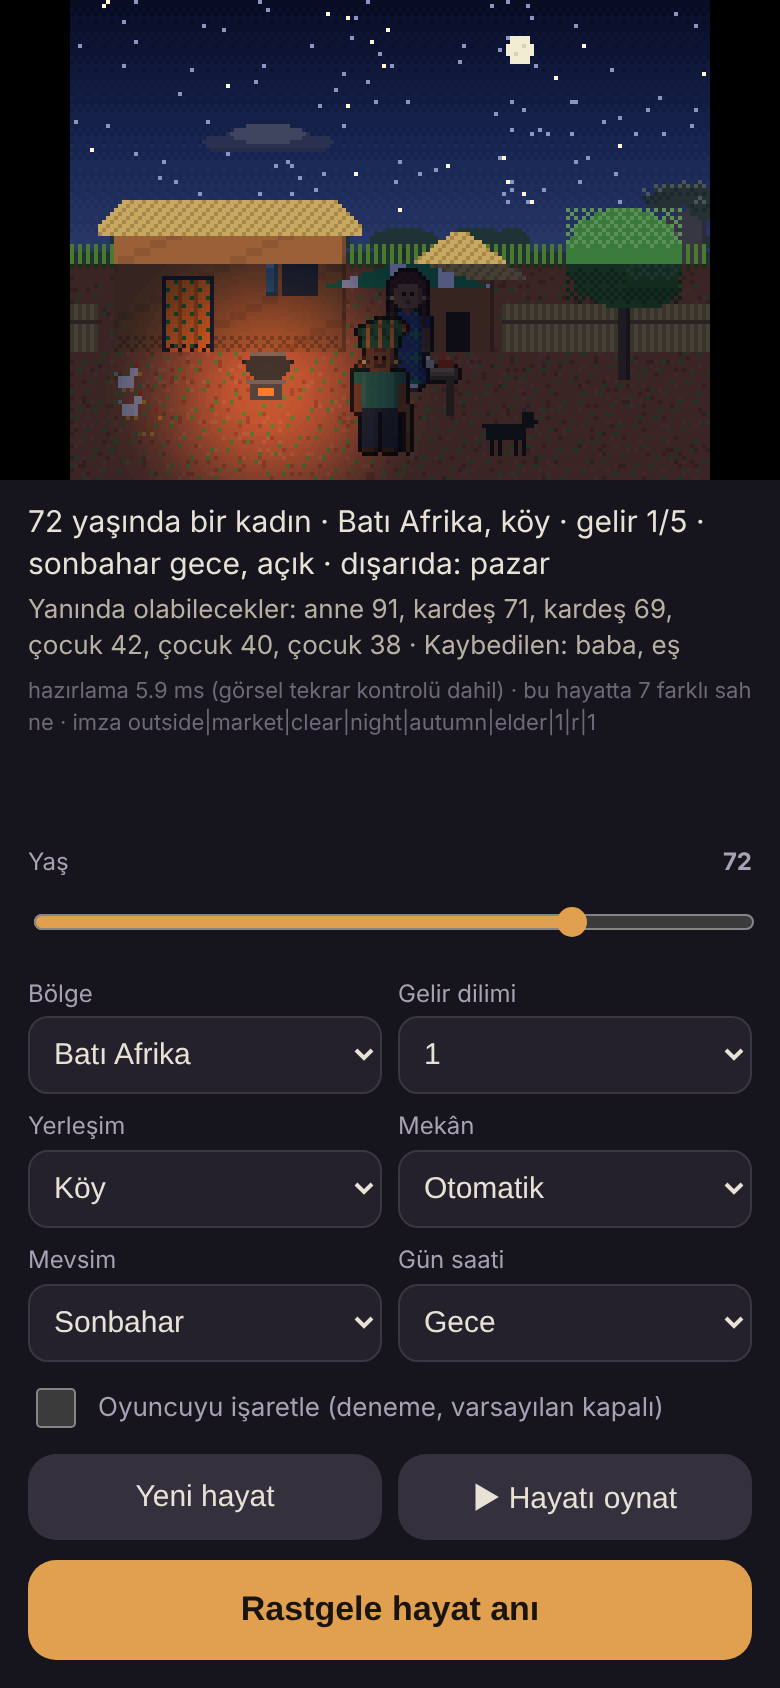 72 yaşında bir kadın · Batı Afrika, köy · gelir 1/5 ·
sonbahar gece, açık · dışarıda: pazar
Yanında olabilecekler: anne 91, kardeş 71, kardeş 69,
çocuk 42, çocuk 40, çocuk 38 · Kaybedilen: baba, eş
hazırlama 5.9 ms (görsel tekrar kontrolü dahil) · bu hayatta 7 farklı sah
ne · imza outside|market|clear|night|autumn|elder|1|r|1
Yaş 72
Bölge Gelir dilimi
Batı Afrika 1
Yerleşim Mekân
Köy Otomatik
Mevsim Gün saati
Sonbahar Gece
Oyuncuyu işaretle (deneme, varsayılan kapalı)
Yeni hayat ▶ Hayatı oynat
Rastgele hayat anı